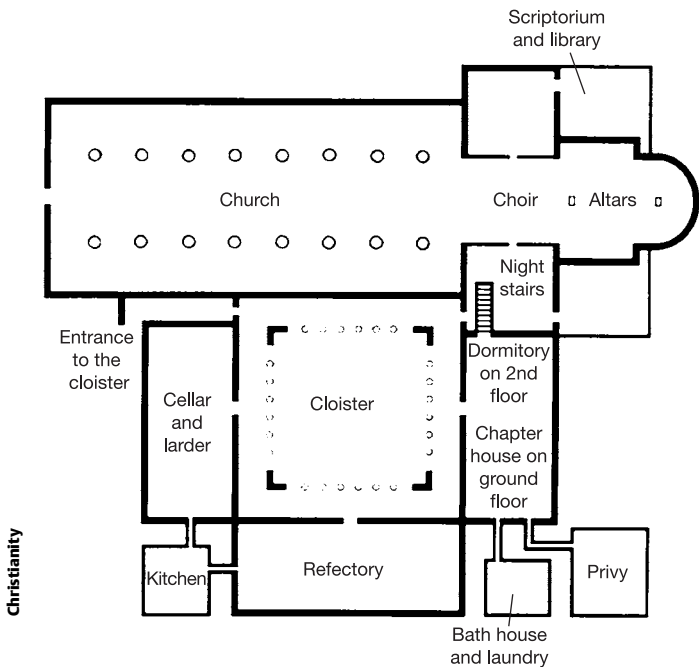 Scriptorium
and library
Church
Choir
Altars
Night
stairs
Entrance
to the
cloister
Cellar
and
larder
Cloister
Dormitory
on 2nd
floor
Chapter
house on
ground
floor
Kitchen
Refectory
Privy
Bath house
and laundry
Christianity